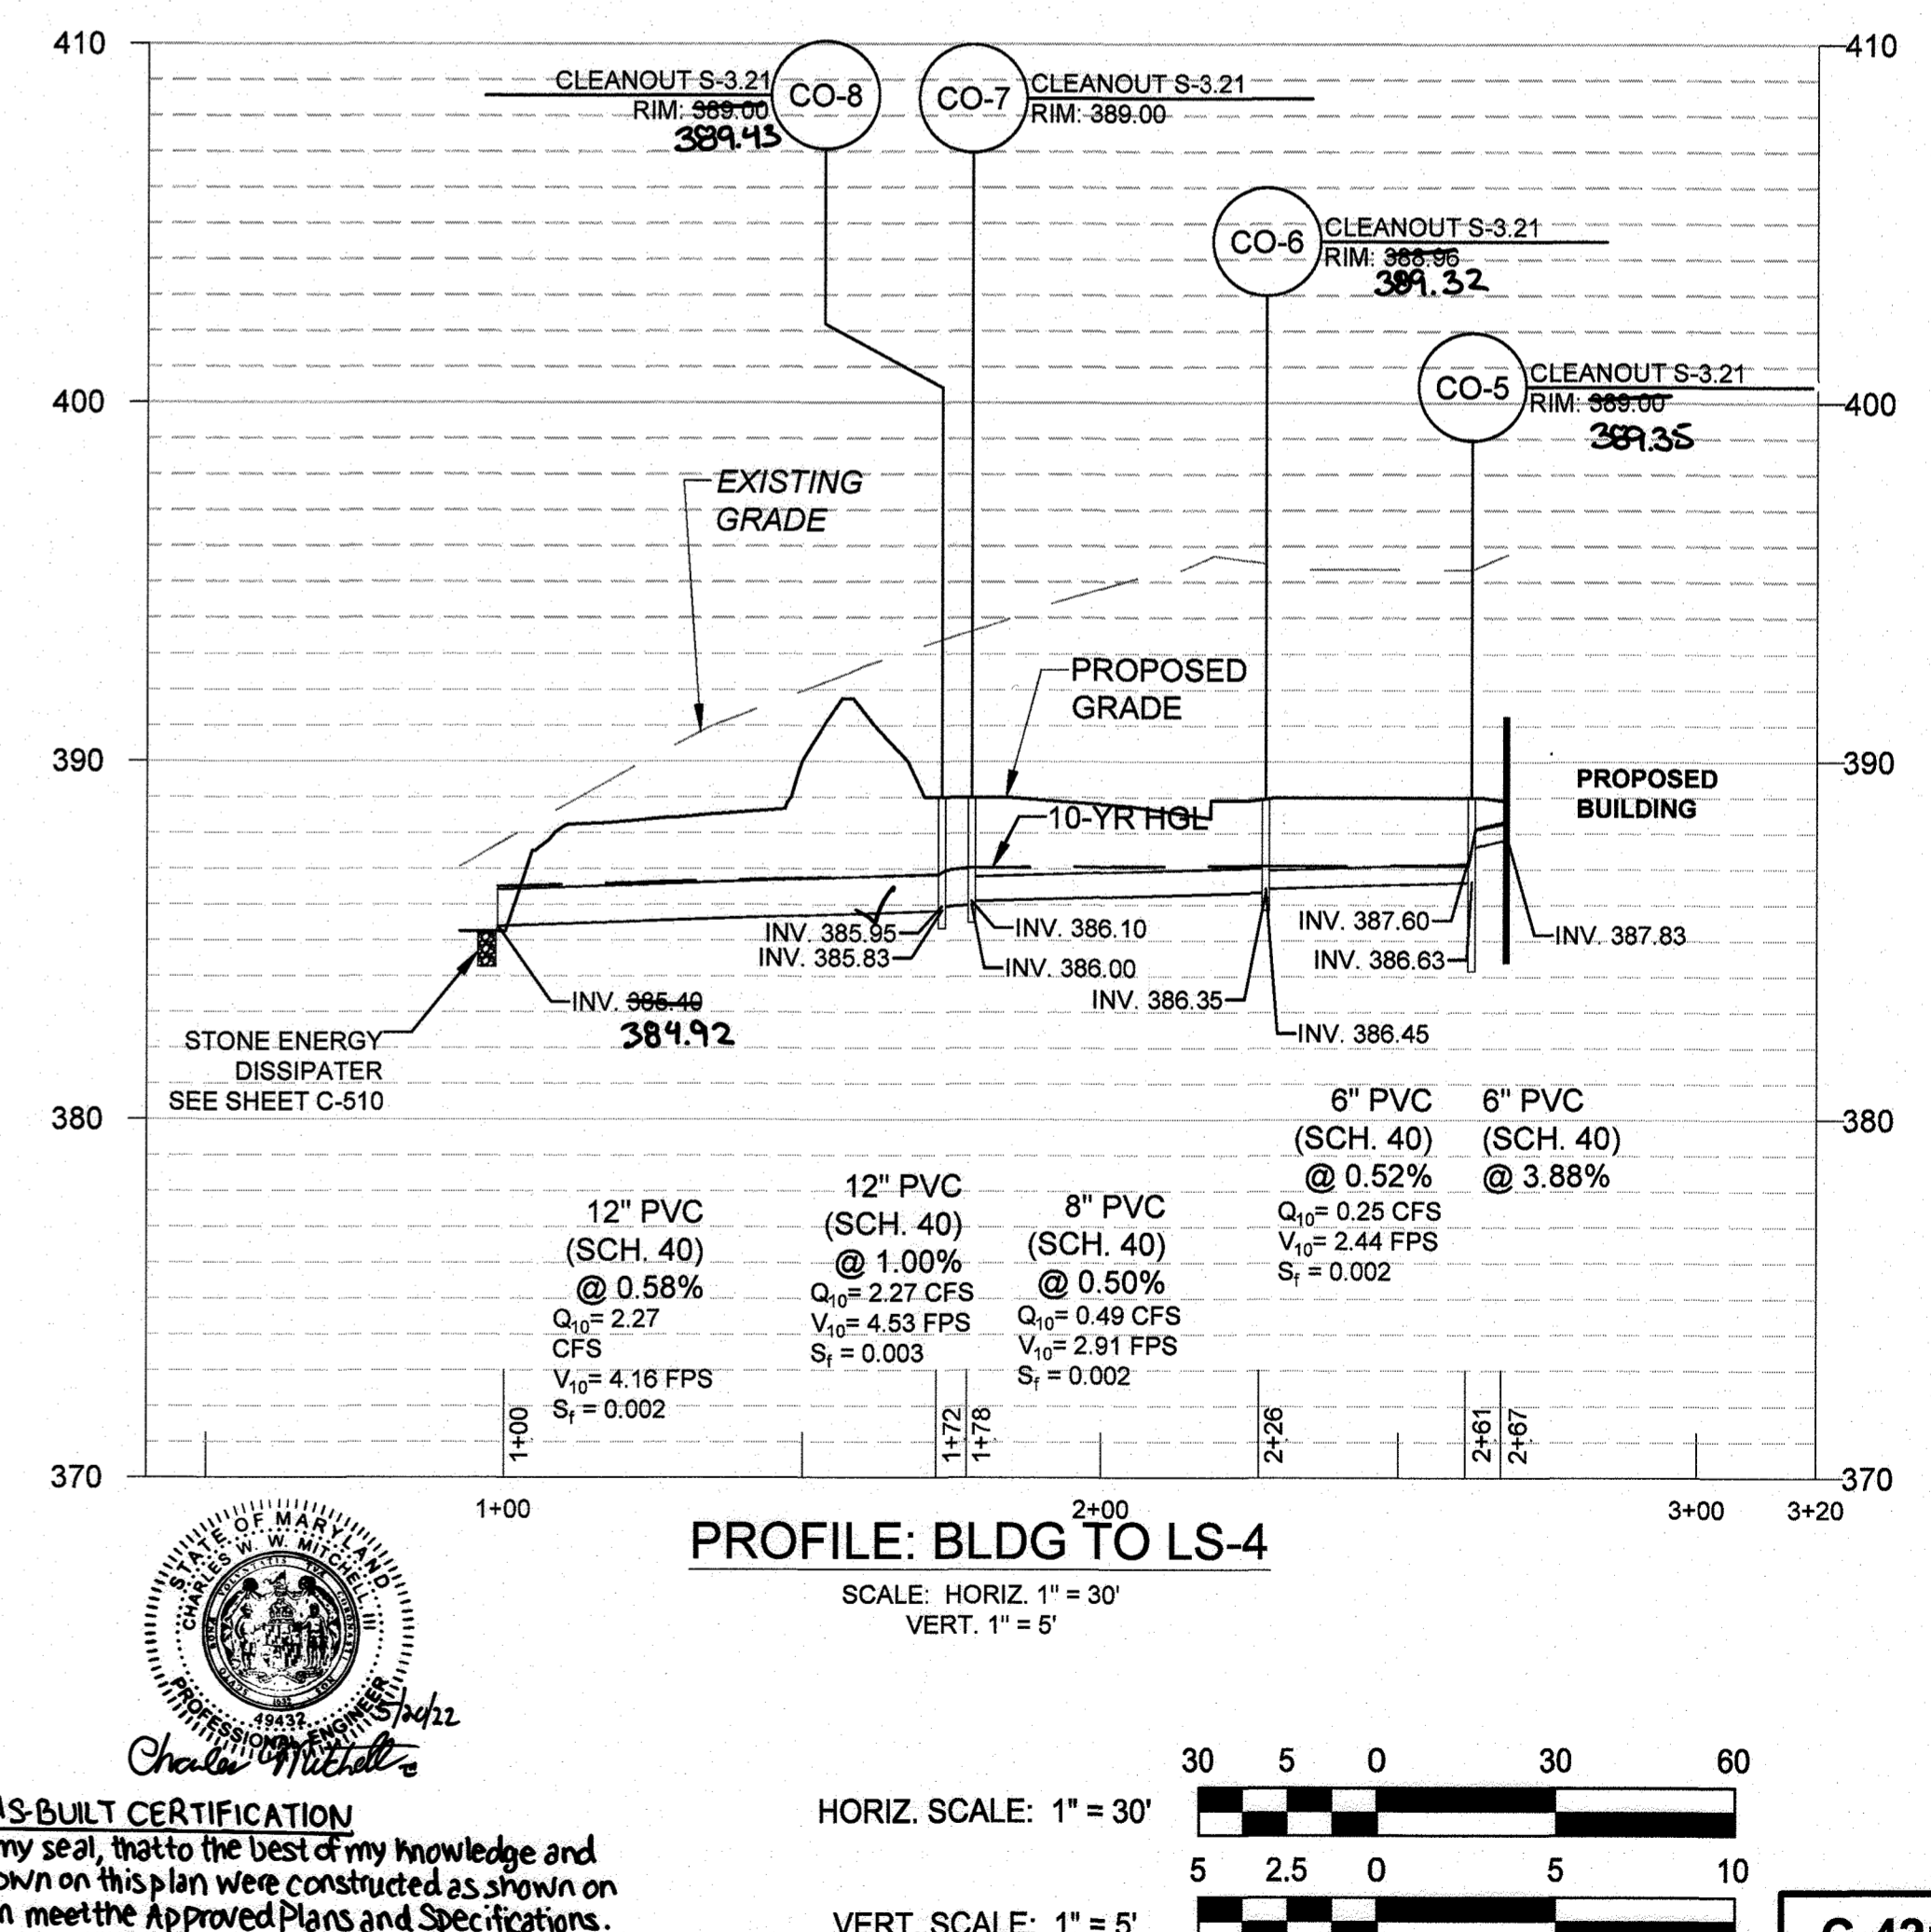 410
410
CLEANOUT S-3.21
RIM: 389.00
389.43
CO-8
CO-7
CLEANOUT S-3.21
RIM: 389.00
CO-6
CLEANOUT S-3.21
RIM: 388.96
389.32
CO-5
CLEANOUT S-3.21
RIM: 389.00
389.35
400
400
EXISTING
GRADE
PROPOSED
GRADE
10-YR HGL
390
390
PROPOSED
BUILDING
INV. 385.95
INV. 385.83
INV. 386.10
INV. 386.00
INV. 387.60
INV. 386.63
INV. 387.83
INV. 386.35
INV. 386.45
INV. 385.40
384.92
STONE ENERGY
DISSIPATER
SEE SHEET C-510
380
380
12" PVC
(SCH. 40)
@ 0.58%
Q10= 2.27
CFS
V10= 4.16 FPS
Sf = 0.002
12" PVC
(SCH. 40)
@ 1.00%
Q10= 2.27 CFS
V10= 4.53 FPS
Sf = 0.003
8" PVC
(SCH. 40)
@ 0.50%
Q10= 0.49 CFS
V10= 2.91 FPS
Sf = 0.002
6" PVC
(SCH. 40)
@ 0.52%
Q10= 0.25 CFS
V10= 2.44 FPS
Sf = 0.002
6" PVC
(SCH. 40)
@ 3.88%
1+00
1+72
1+78
2+26
2+61
2+67
370
370
1+00
2+00
3+00
3+20
PROFILE: BLDG TO LS-4
SCALE: HORIZ. 1" = 30'
VERT. 1" = 5'
STATE OF MARYLAND
CHARLES W. W. MITCHELL, III
49432
PROFESSIONAL ENGINEER
5/20/22
Charles Mitchell
S-BUILT CERTIFICATION
my seal, that to the best of my knowledge and
own on this plan were constructed as shown on
n meet the Approved Plans and Specifications.
30 5 0 30 60
HORIZ. SCALE: 1" = 30'
5 2.5 0 5 10
VERT. SCALE: 1" = 5'